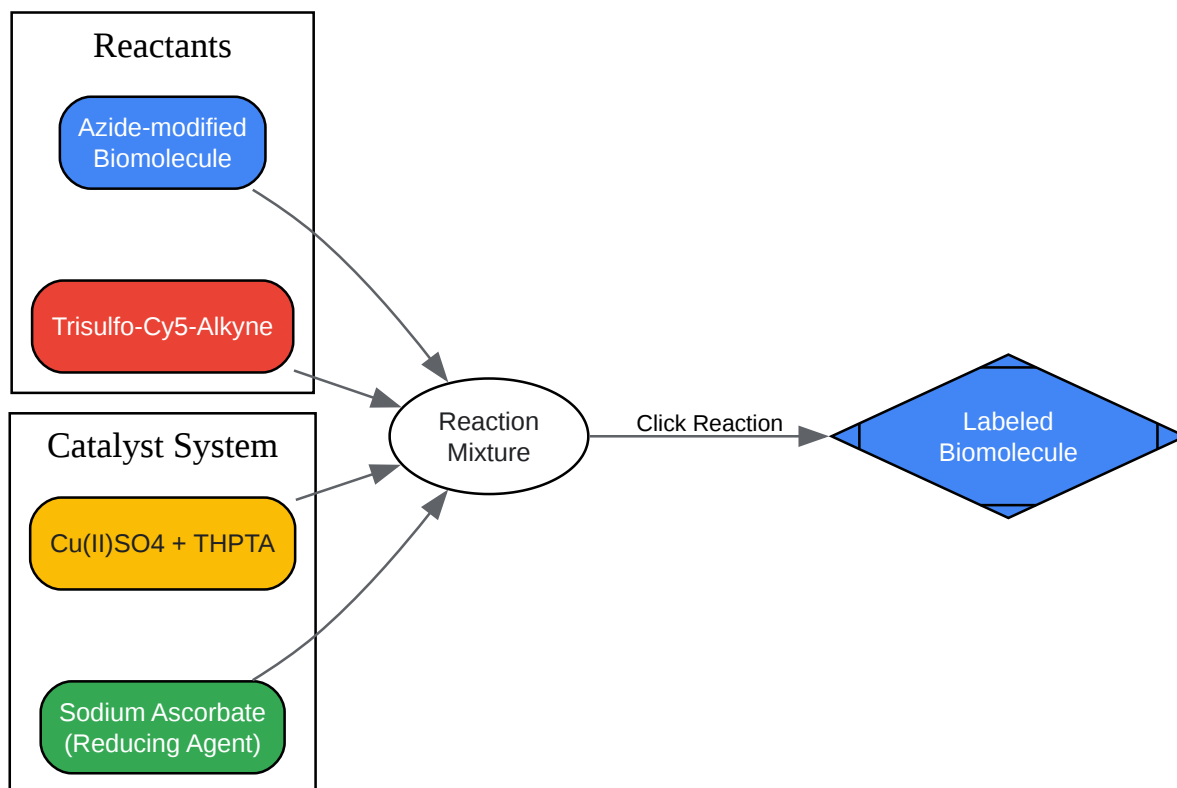 Reactants
Azide-modified
Biomolecule
Trisulfo-Cy5-Alkyne
Catalyst System
Cu(II)SO4 + THPTA
Sodium Ascorbate
(Reducing Agent)
Reaction
Mixture
Click Reaction
Labeled
Biomolecule